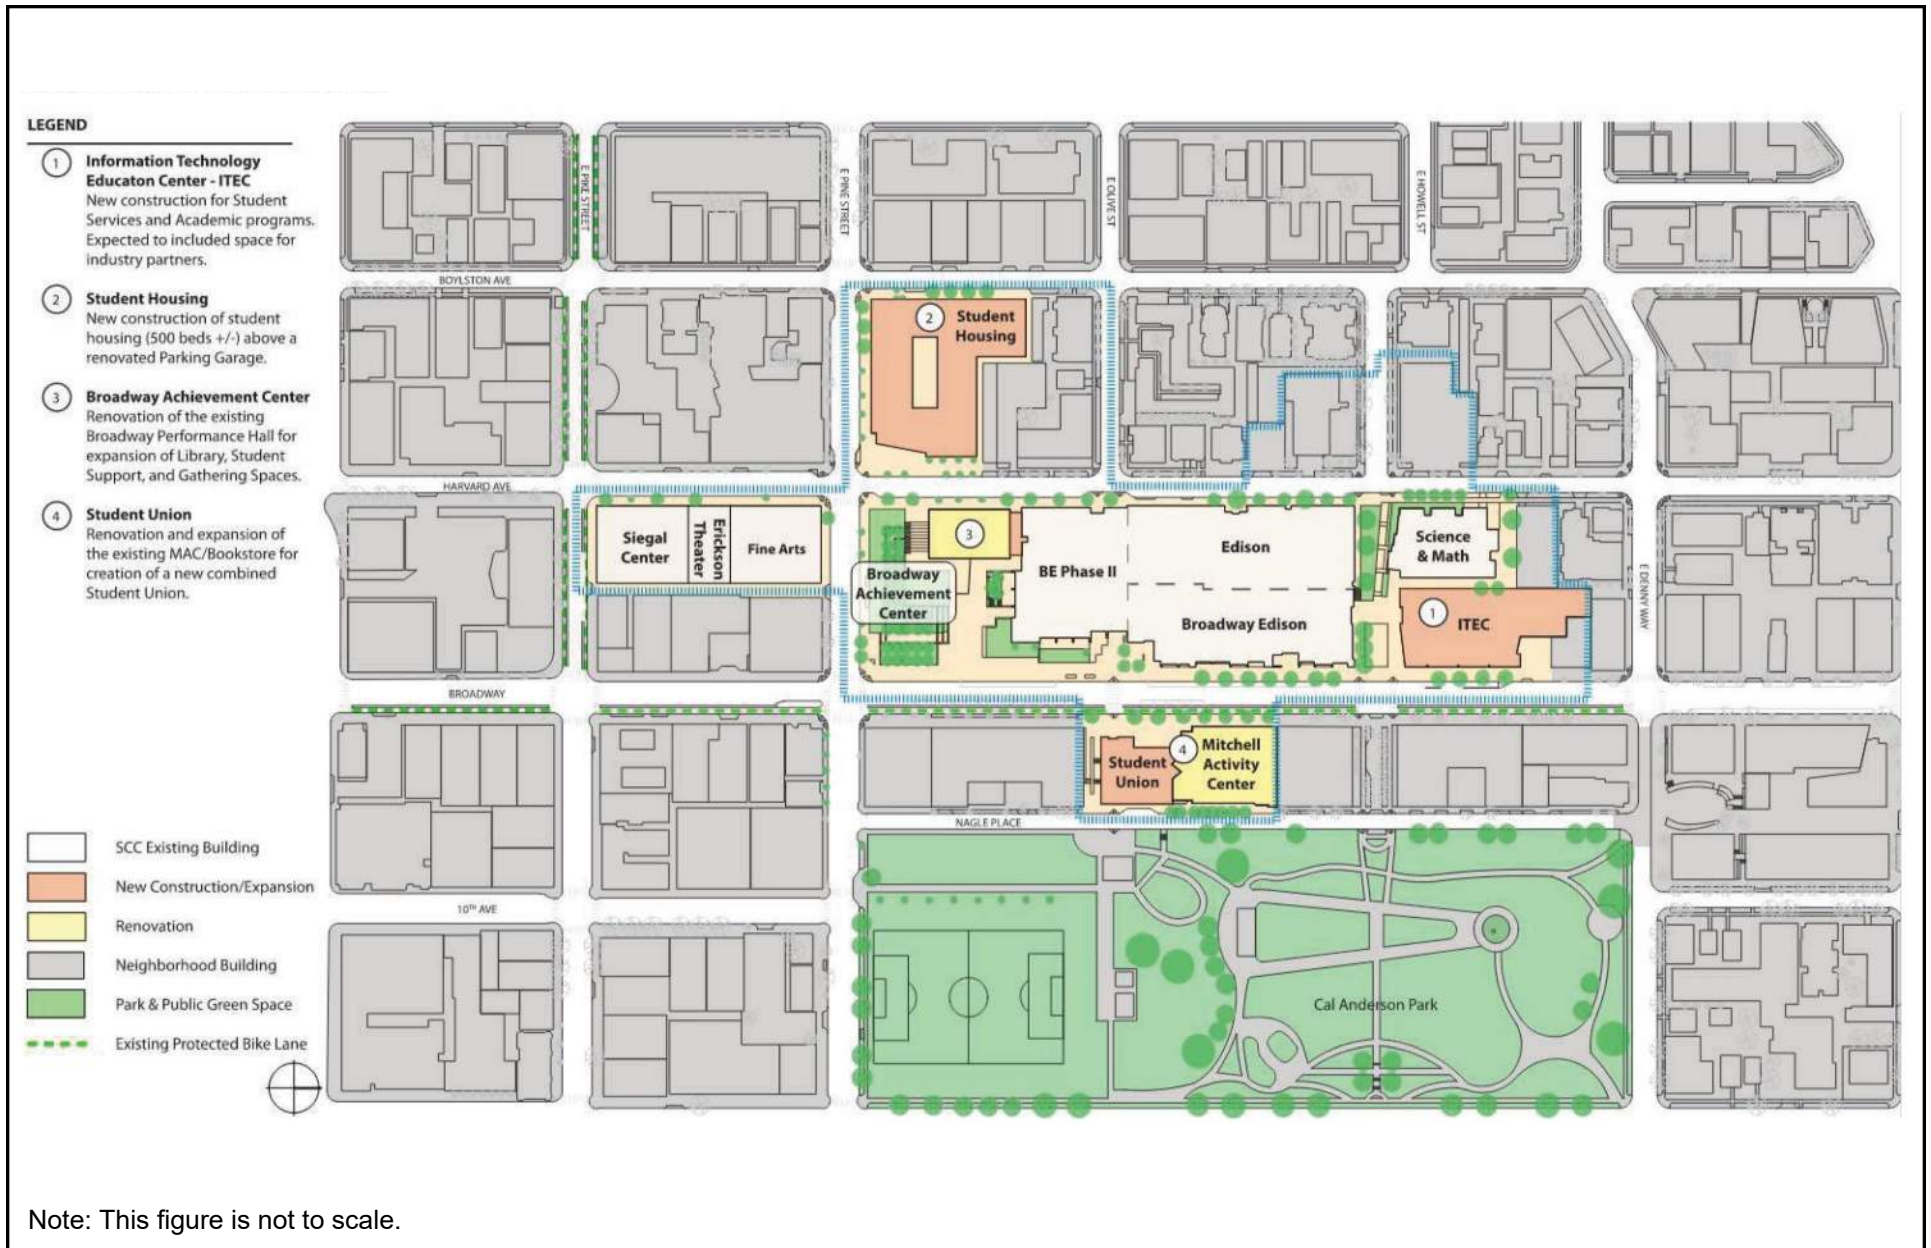 LEGEND
1
Information Technology
Educaton Center - ITEC
New construction for Student
Services and Academic programs.
Expected to included space for
industry partners.
2
Student Housing
New construction of student
housing (500 beds +/-) above a
renovated Parking Garage.
3
Broadway Achievement Center
Renovation of the existing
Broadway Performance Hall for
expansion of Library, Student
Support, and Gathering Spaces.
4
Student Union
Renovation and expansion of
the existing MAC/Bookstore for
creation of a new combined
Student Union.
SCC Existing Building
New Construction/Expansion
Renovation
Neighborhood Building
Park & Public Green Space
Existing Protected Bike Lane
E PIKE STREET
E PINE STREET
E OLIVE ST
E HOWELL ST
BOYLSTON AVE
2
Student
Housing
HARVARD AVE
Siegal
Center
Erickson
Theater
Fine Arts
3
Broadway
Achievement
Center
BE Phase II
Edison
Broadway Edison
Science
& Math
1
ITEC
E DENNY WAY
BROADWAY
Student
Union
4
Mitchell
Activity
Center
NAGLE PLACE
10TH AVE
Cal Anderson Park
Note: This figure is not to scale.